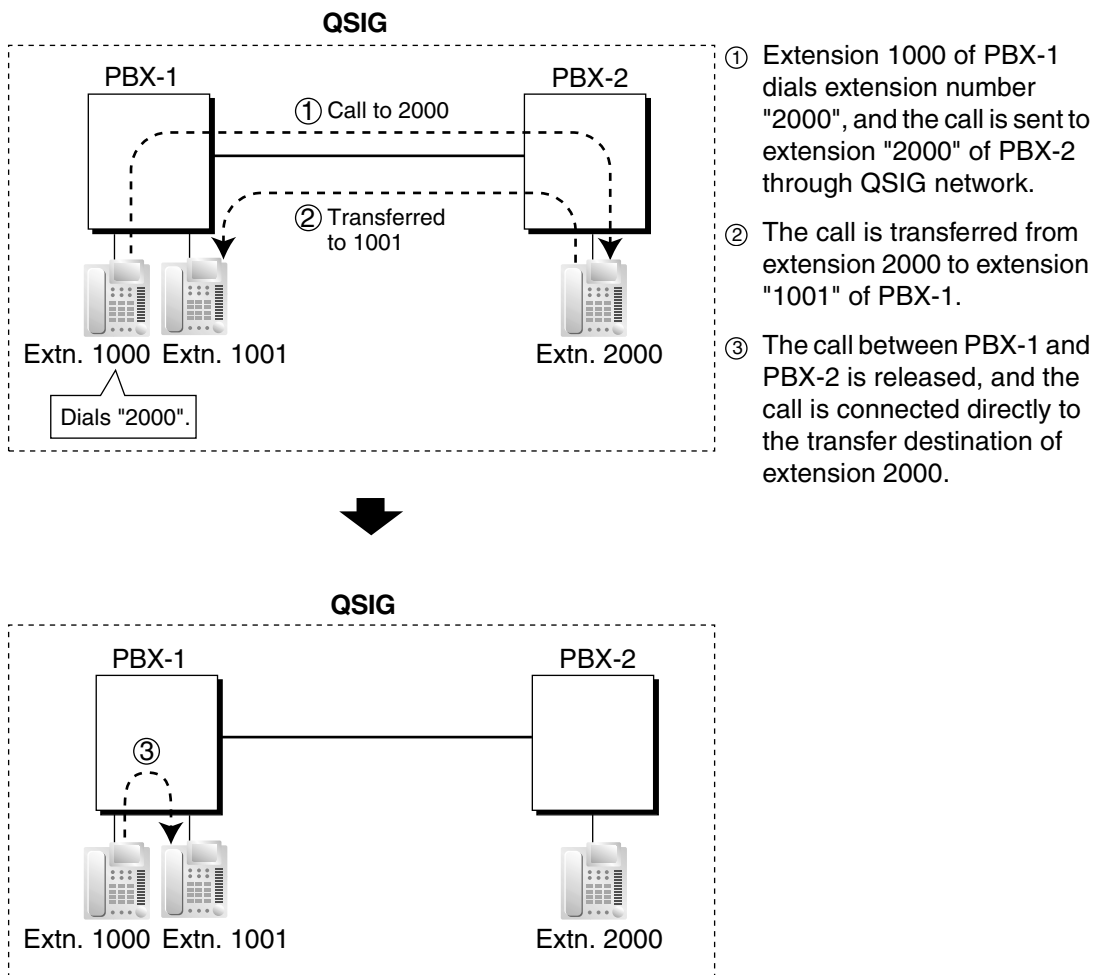 QSIG
PBX-1
PBX-2
① Call to 2000
② Transferred
to 1001
Extn. 1000 Extn. 1001
Extn. 2000
Dials "2000".
① Extension 1000 of PBX-1
dials extension number
"2000", and the call is sent to
extension "2000" of PBX-2
through QSIG network.
② The call is transferred from
extension 2000 to extension
"1001" of PBX-1.
③ The call between PBX-1 and
PBX-2 is released, and the
call is connected directly to
the transfer destination of
extension 2000.
QSIG
PBX-1
PBX-2
③
Extn. 1000 Extn. 1001
Extn. 2000